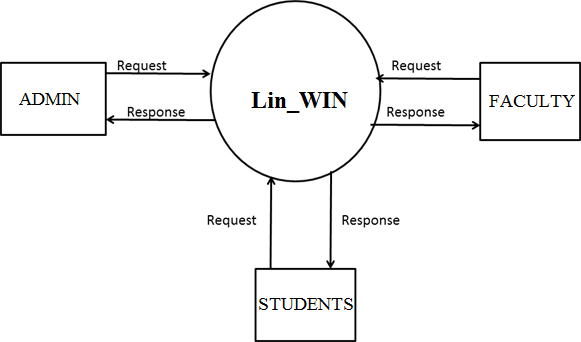 Request
Request
ADMIN
Lin_WIN
FACULTY
Response
Response
Request
Response
STUDENTS